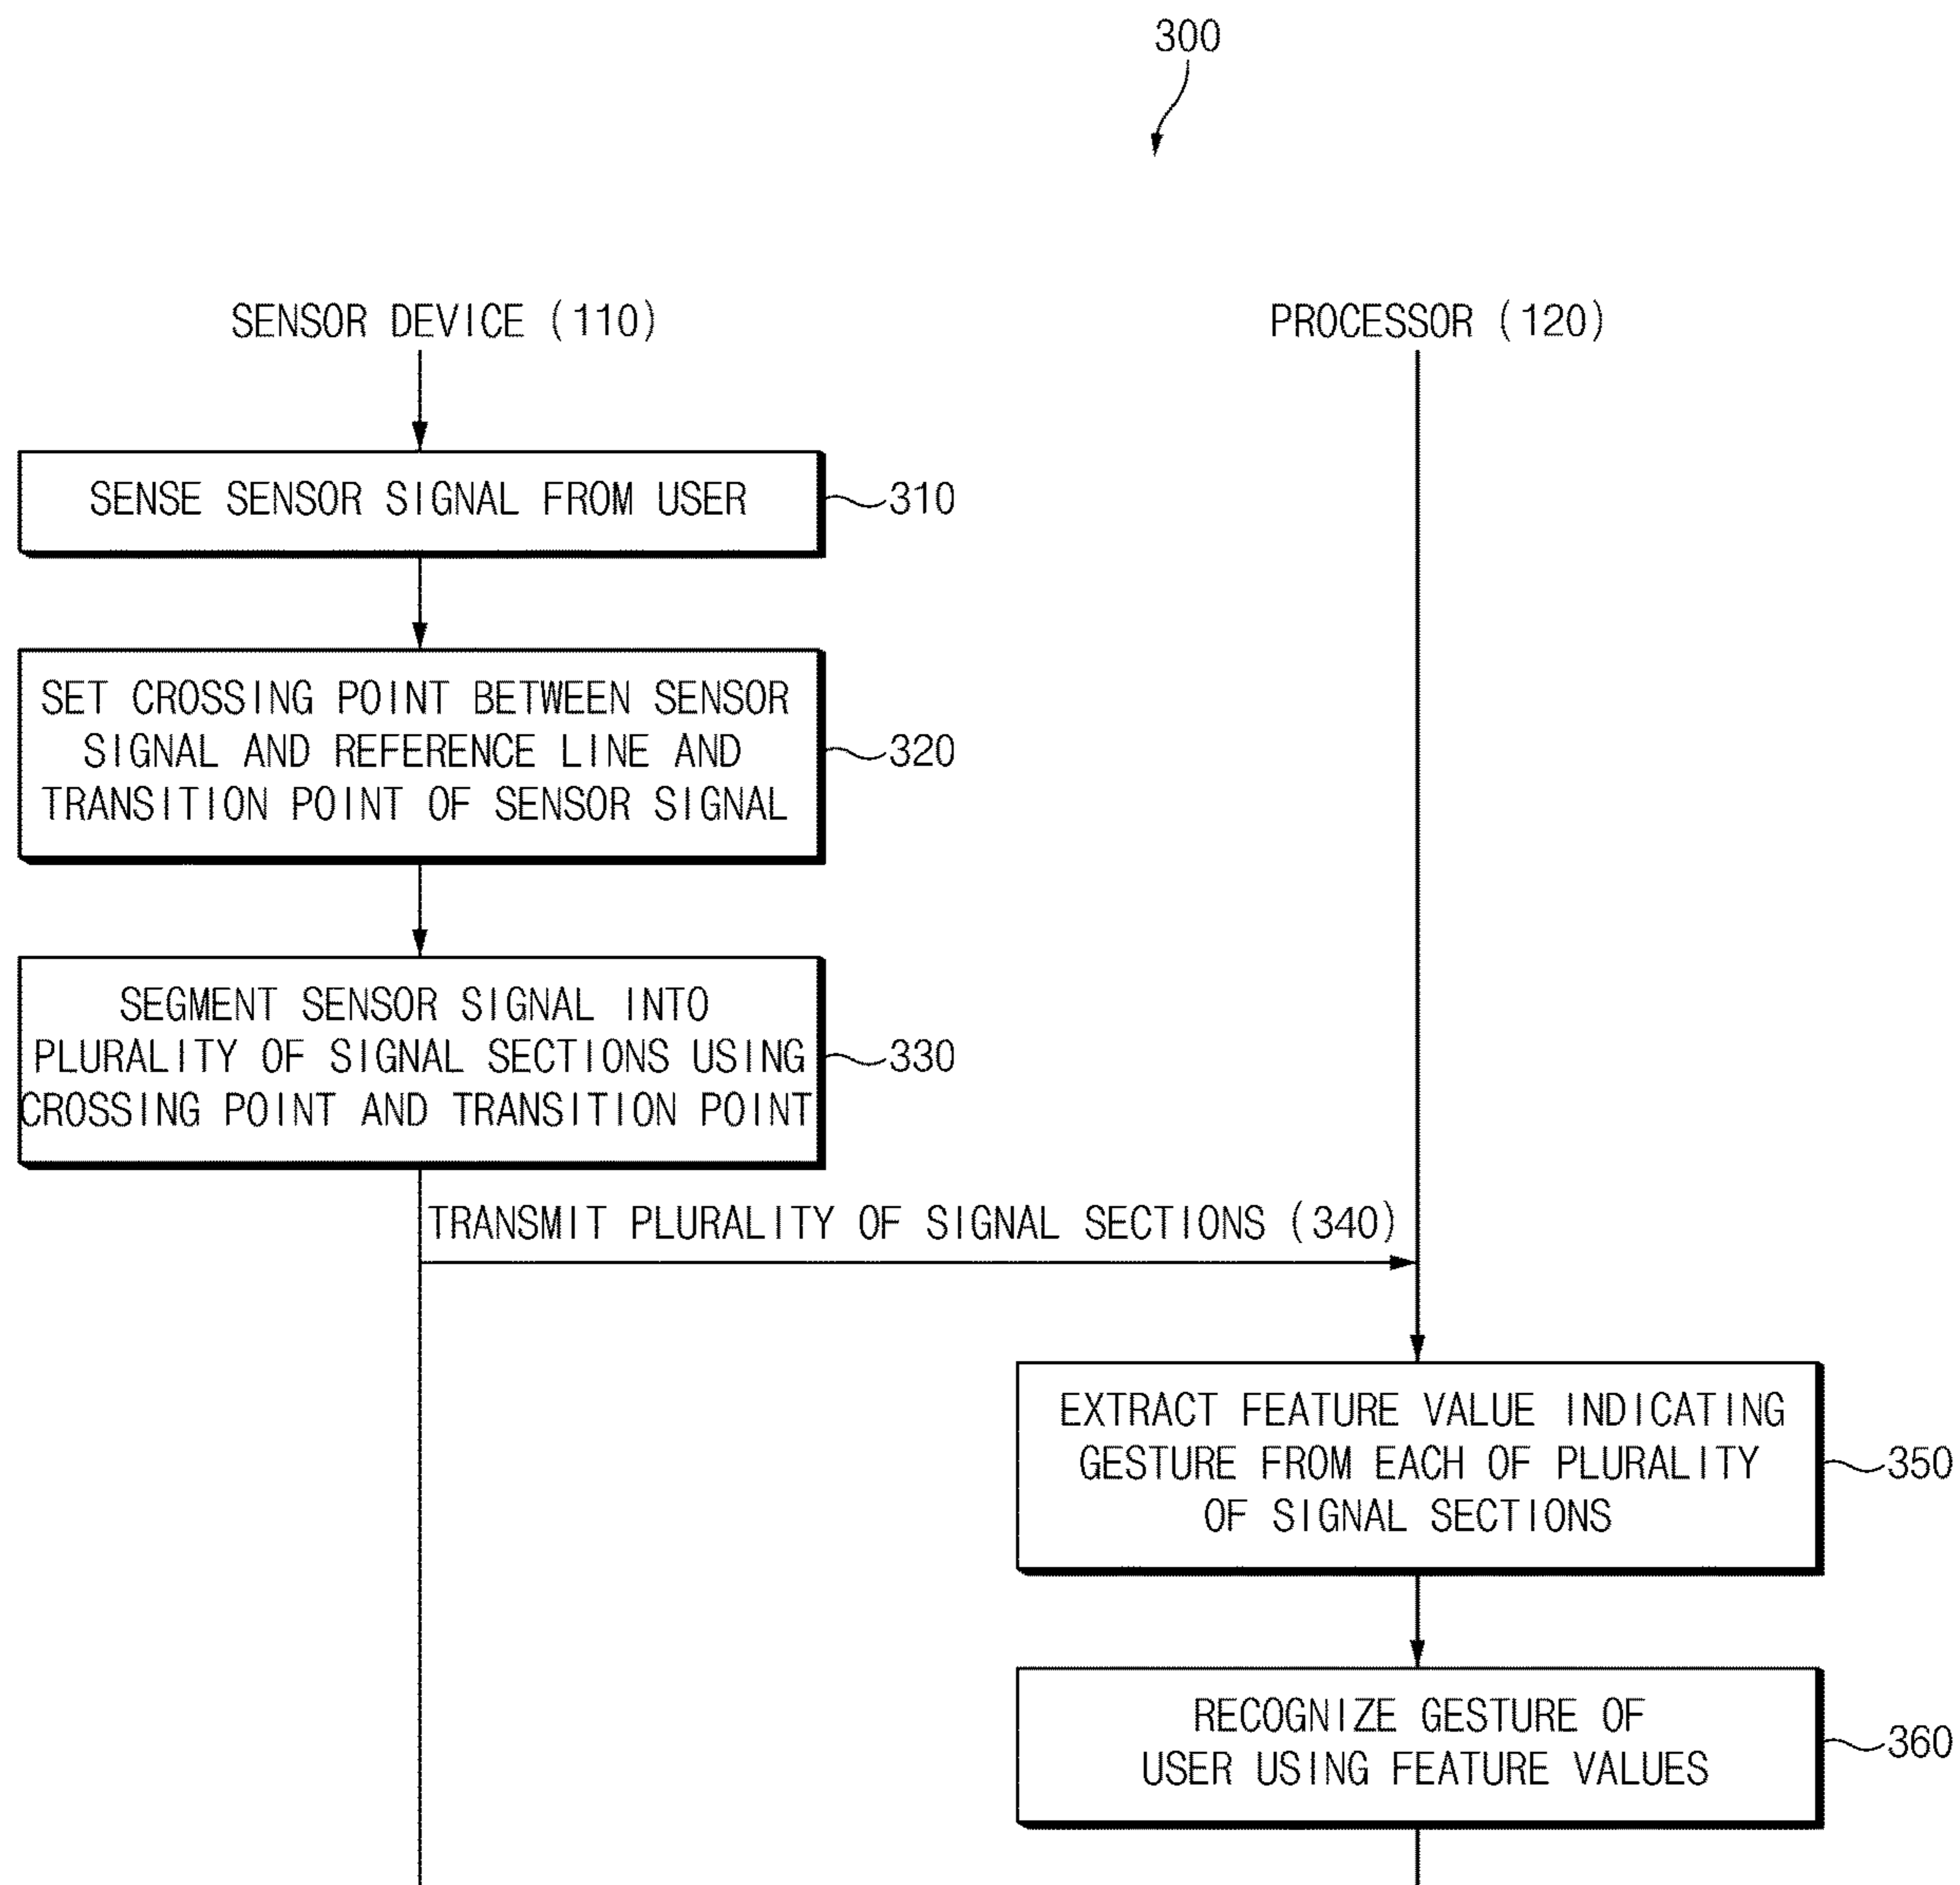 300
SENSOR DEVICE (110)
PROCESSOR (120)
SENSE SENSOR SIGNAL FROM USER
310
SET CROSSING POINT BETWEEN SENSOR
SIGNAL AND REFERENCE LINE AND
TRANSITION POINT OF SENSOR SIGNAL
320
SEGMENT SENSOR SIGNAL INTO
PLURALITY OF SIGNAL SECTIONS USING
CROSSING POINT AND TRANSITION POINT
330
TRANSMIT PLURALITY OF SIGNAL SECTIONS (340)
EXTRACT FEATURE VALUE INDICATING
GESTURE FROM EACH OF PLURALITY
OF SIGNAL SECTIONS
350
RECOGNIZE GESTURE OF
USER USING FEATURE VALUES
360